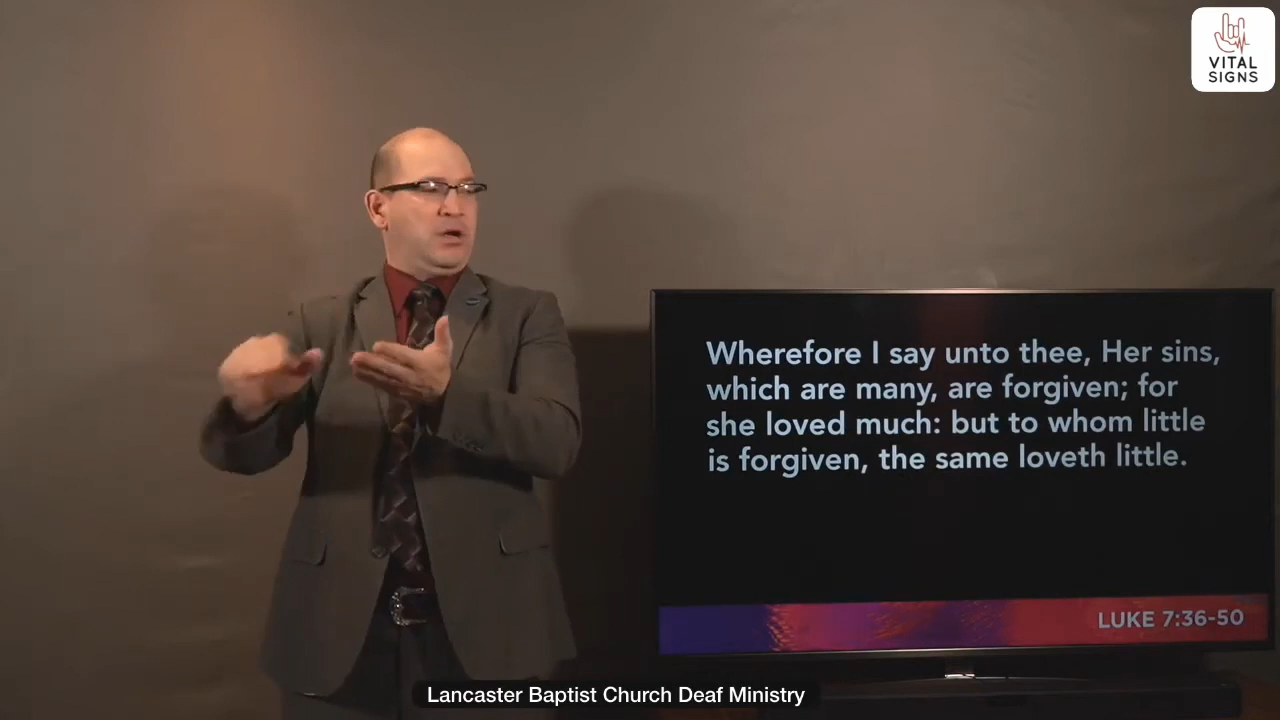 VITAL
SIGNS
Wherefore I say unto thee, Her sins,
which are many, are forgiven; for
she loved much: but to whom little
is forgiven, the same loveth little.
LUKE 7:36-50
Lancaster Baptist Church Deaf Ministry